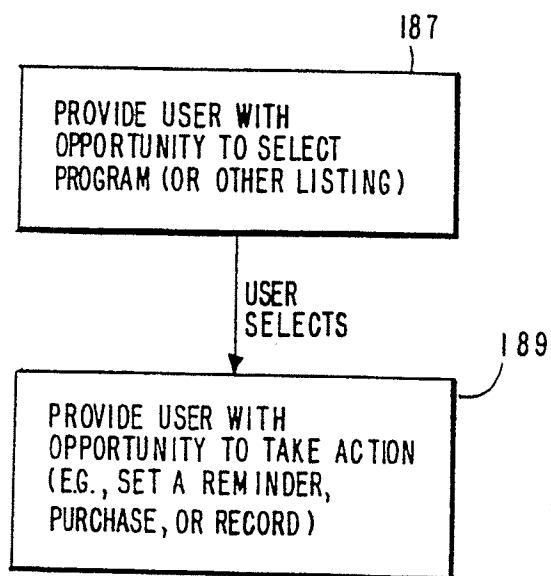 187
PROVIDE USER WITH
OPPORTUNITY TO SELECT
PROGRAM (OR OTHER LISTING)
USER
SELECTS
189
PROVIDE USER WITH
OPPORTUNITY TO TAKE ACTION
(E.G., SET A REMINDER,
PURCHASE, OR RECORD)